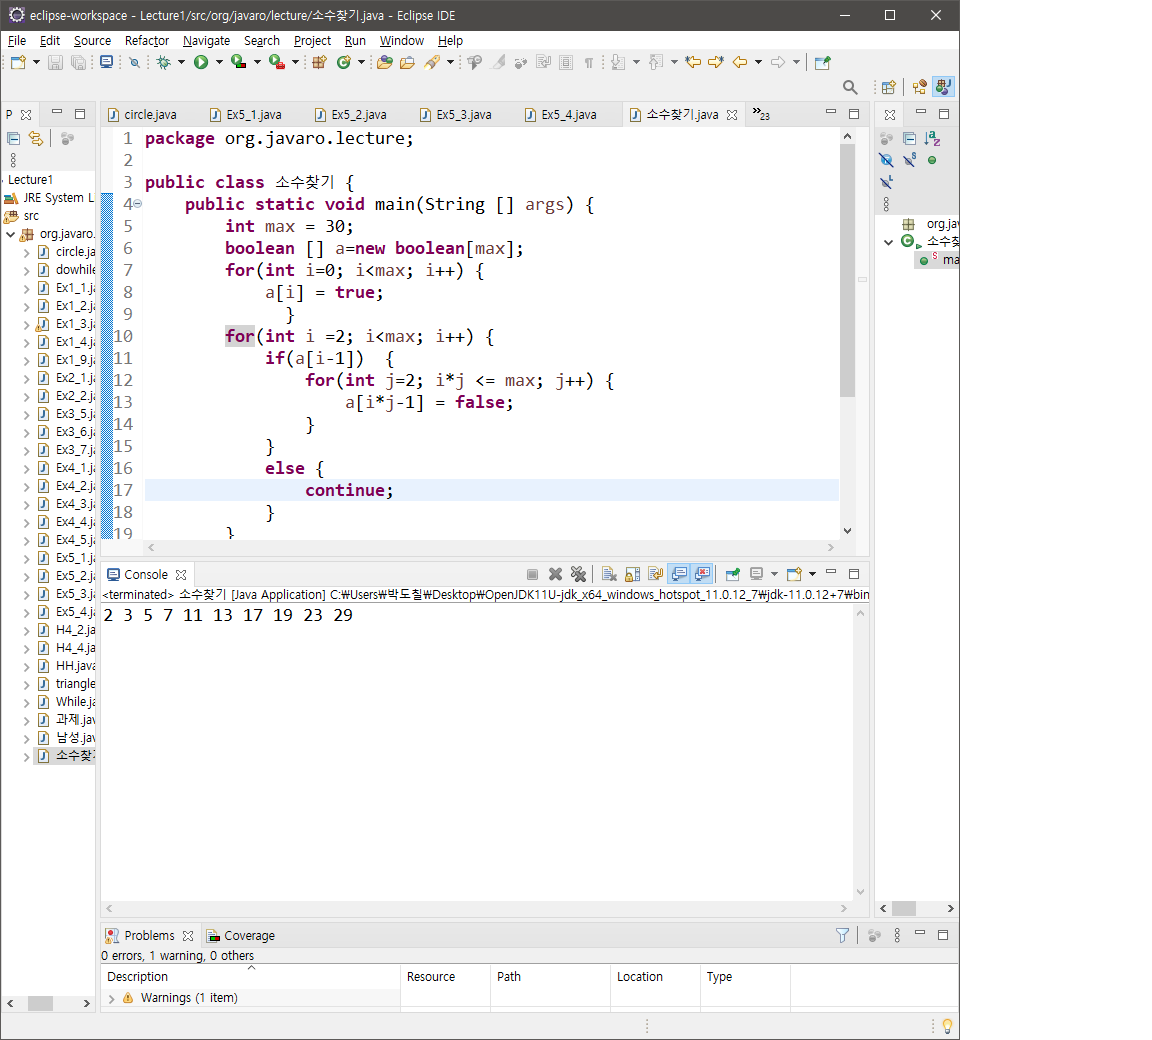 eclipse-workspace - Lecture1/src/org/javaro/lecture/소수찾기.java - Eclipse IDE
File Edit Source Refactor Navigate Search Project Run Window Help
P
circle.java Ex5_1.java Ex5_2.java Ex5_3.java Ex5_4.java 소수찾기.java »23
Lecture1
JRE System L
src
org.javaro.
circle.ja
dowhile
Ex1_1.ja
Ex1_2.ja
Ex1_3.ja
Ex1_4.ja
Ex1_9.ja
Ex2_1.ja
Ex2_2.ja
Ex3_5.ja
Ex3_6.ja
Ex3_7.ja
Ex4_1.ja
Ex4_2.ja
Ex4_3.ja
Ex4_4.ja
Ex4_5.ja
Ex5_1.ja
Ex5_2.ja
Ex5_3.ja
Ex5_4.ja
H4_2.ja
H4_4.ja
HH.java
triangle
While.ja
과제.jav
남성.jav
소수찾
1 package org.javaro.lecture;
2
3 public class 소수찾기 {
4 public static void main(String [] args) {
5 int max = 30;
6 boolean [] a=new boolean[max];
7 for(int i=0; i<max; i++) {
8 a[i] = true;
9 }
10 for(int i =2; i<max; i++) {
11 if(a[i-1])  {
12 for(int j=2; i*j <= max; j++) {
13 a[i*j-1] = false;
14 }
15 }
16 else {
17 continue;
18 }
19 }
org.jav
소수찾
ma
Console
<terminated> 소수찾기 [Java Application] C:₩Users₩박도칠₩Desktop₩OpenJDK11U-jdk_x64_windows_hotspot_11.0.12_7₩jdk-11.0.12+7₩bin
2 3 5 7 11 13 17 19 23 29
Problems Coverage
0 errors, 1 warning, 0 others
Description Resource Path Location Type
Warnings (1 item)